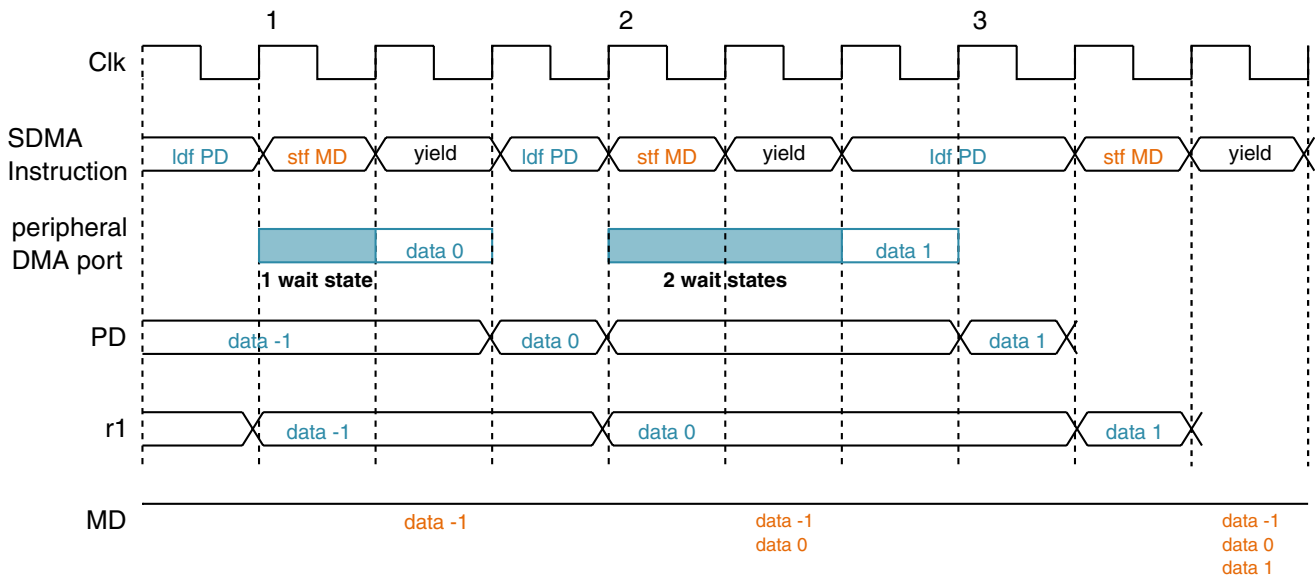 1 2 3
Clk
SDMA
Instruction
ldf PD stf MD yield ldf PD stf MD yield ldf PD stf MD yield
peripheral
DMA port
data 0 data 1
1 wait state 2 wait states
PD
data -1 data 0 data 1
r1
data -1 data 0 data 1
MD
data -1 data -1 data -1
data 0 data 0
data 1